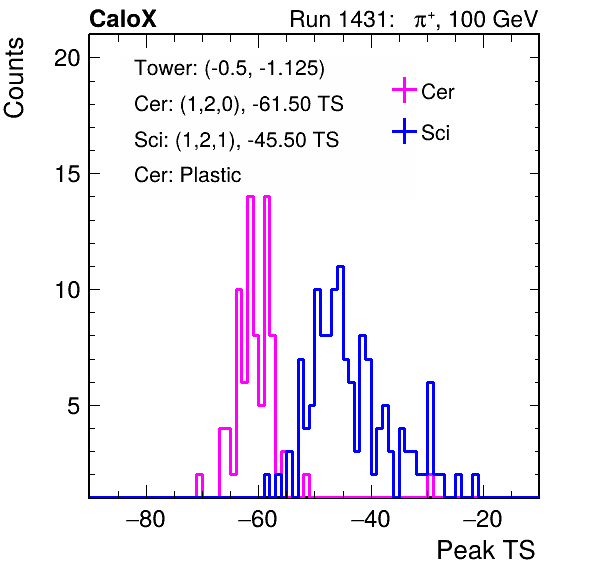 CaloX Run 1431: π⁺, 100 GeV
Counts
Tower: (-0.5, -1.125)
Cer: (1,2,0), -61.50 TS
Sci: (1,2,1), -45.50 TS
Cer: Plastic
Cer
Sci
20
15
10
5
−80 −60 −40 −20
Peak TS